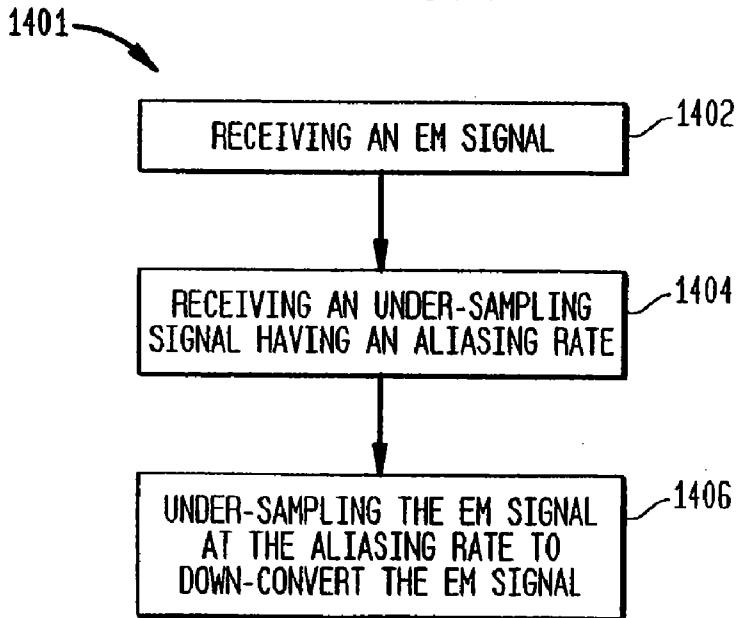 1401
RECEIVING AN EM SIGNAL
1402
RECEIVING AN UNDER-SAMPLING
SIGNAL HAVING AN ALIASING RATE
1404
UNDER-SAMPLING THE EM SIGNAL
AT THE ALIASING RATE TO
DOWN-CONVERT THE EM SIGNAL
1406